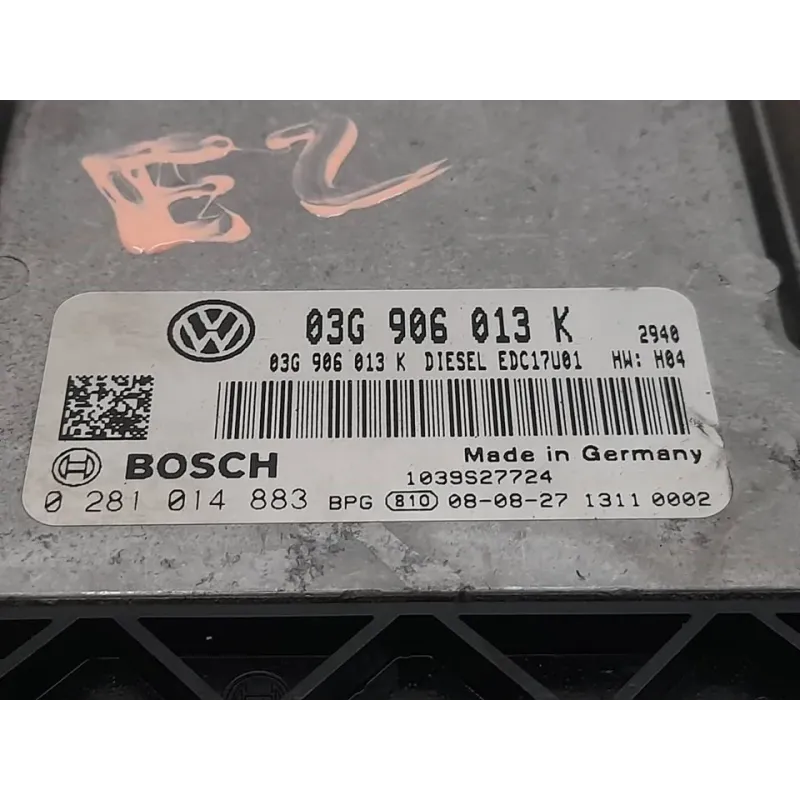 E2
03G 906 013 K 2940
03G 906 013 K DIESEL EDC17U01 HW: H04
Made in Germany
BOSCH 1039S27724
0 281 014 883 BPG 810 08-08-27 1311 0002